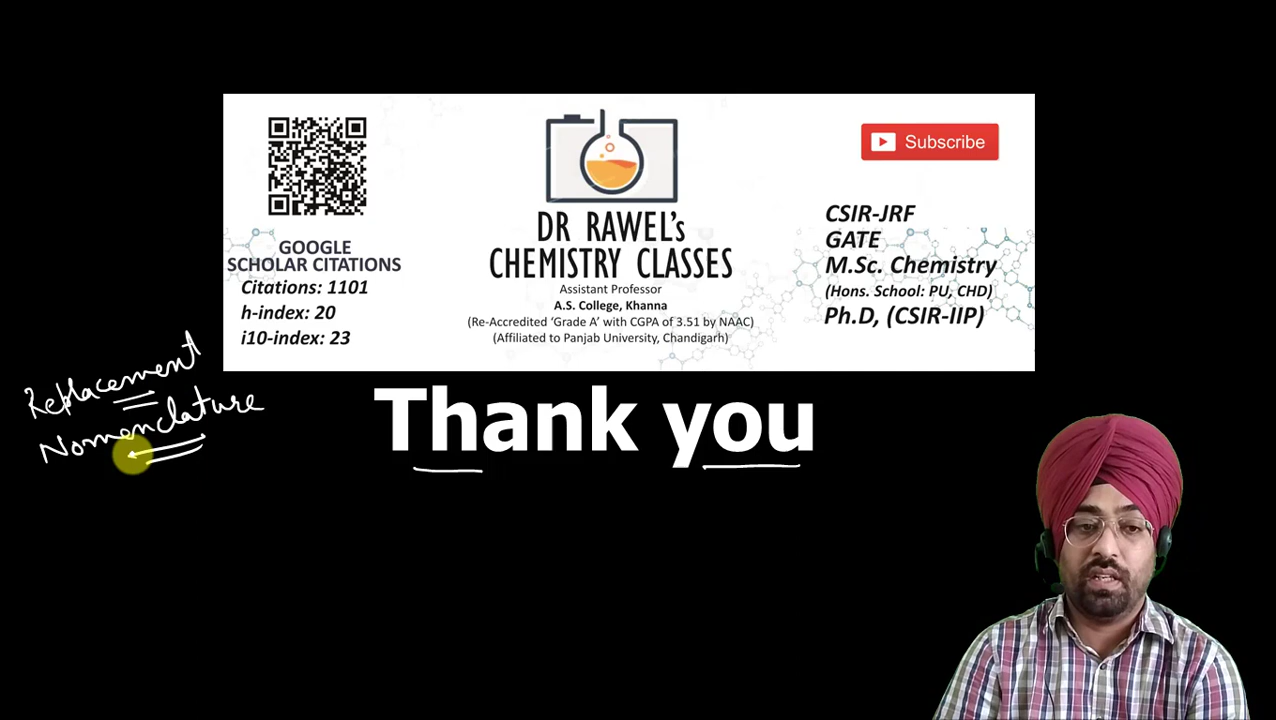 GOOGLE
SCHOLAR CITATIONS
Citations: 1101
h-index: 20
i10-index: 23
DR RAWEL's
CHEMISTRY CLASSES
Assistant Professor
A.S. College, Khanna
(Re-Accredited ‘Grade A’ with CGPA of 3.51 by NAAC)
(Affiliated to Panjab University, Chandigarh)
Subscribe
CSIR-JRF
GATE
M.Sc. Chemistry
(Hons. School: PU, CHD)
Ph.D, (CSIR-IIP)
Replacement
Nomenclature
Thank you